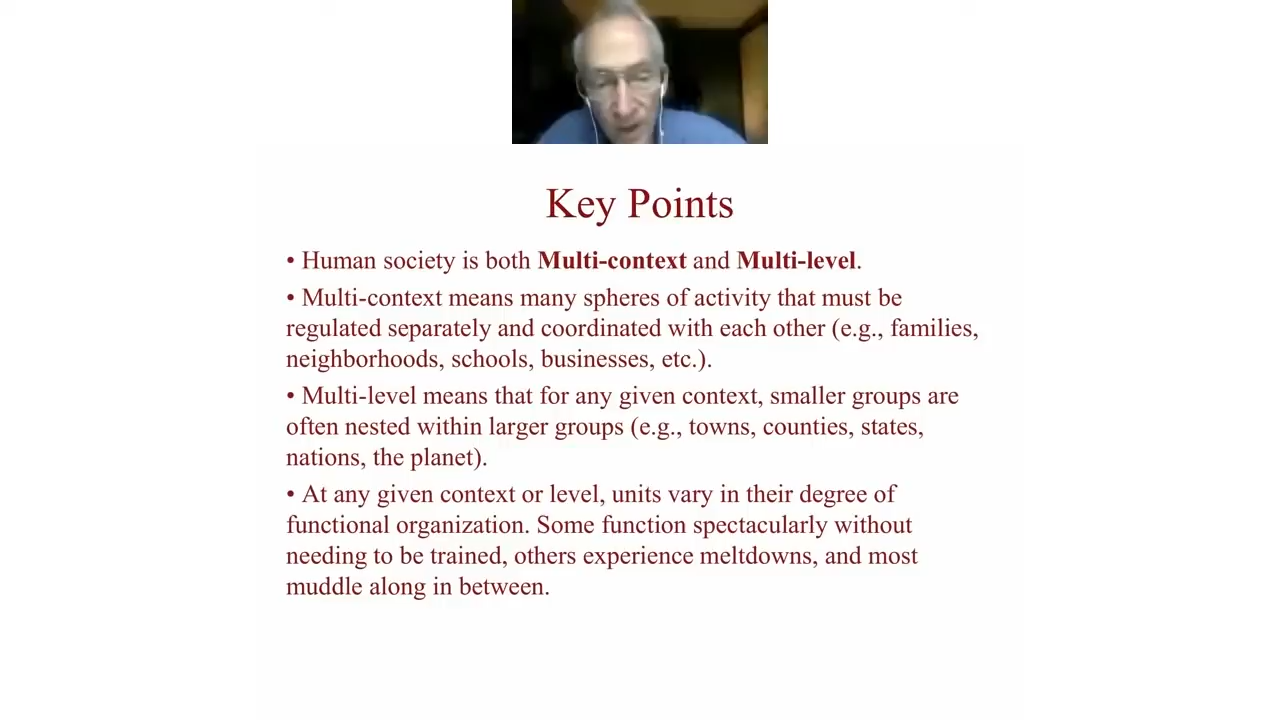 Key Points
• Human society is both Multi-context and Multi-level.
• Multi-context means many spheres of activity that must be
regulated separately and coordinated with each other (e.g., families,
neighborhoods, schools, businesses, etc.).
• Multi-level means that for any given context, smaller groups are
often nested within larger groups (e.g., towns, counties, states,
nations, the planet).
• At any given context or level, units vary in their degree of
functional organization. Some function spectacularly without
needing to be trained, others experience meltdowns, and most
muddle along in between.